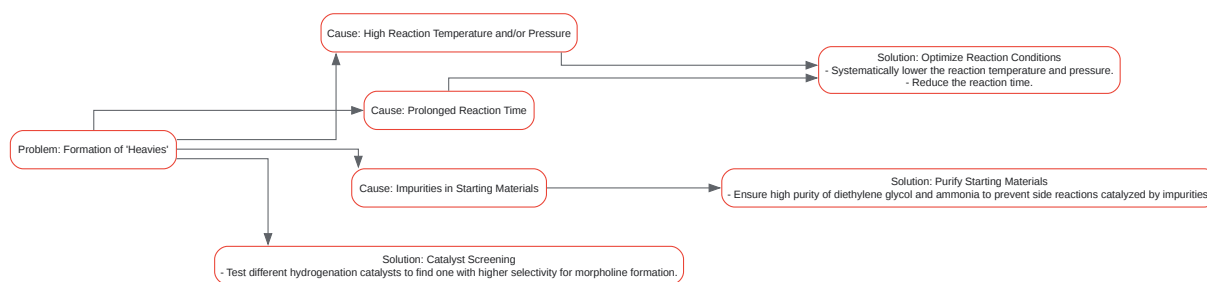 Cause: High Reaction Temperature and/or Pressure
Solution: Optimize Reaction Conditions
- Systematically lower the reaction temperature and pressure.
- Reduce the reaction time.
Cause: Prolonged Reaction Time
Problem: Formation of 'Heavies'
Cause: Impurities in Starting Materials
Solution: Purify Starting Materials
- Ensure high purity of diethylene glycol and ammonia to prevent side reactions catalyzed by impurities
Solution: Catalyst Screening
- Test different hydrogenation catalysts to find one with higher selectivity for morpholine formation.